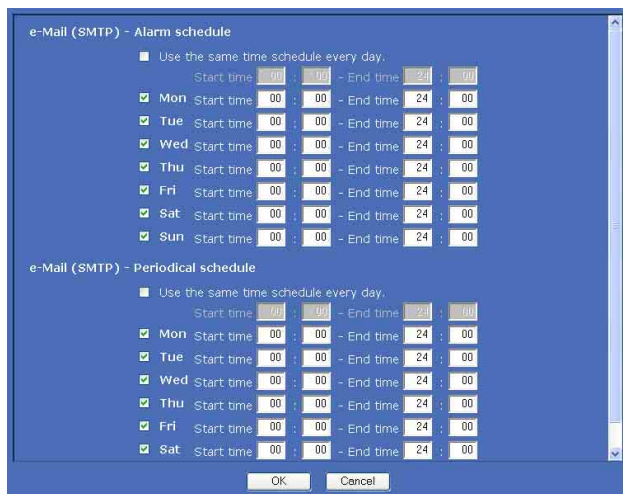 e-Mail (SMTP) - Alarm schedule
Use the same time schedule every day.
Start time 00 : 00 - End time 24 : 00
Mon Start time 00 : 00 - End time 24 : 00
Tue Start time 00 : 00 - End time 24 : 00
Wed Start time 00 : 00 - End time 24 : 00
Thu Start time 00 : 00 - End time 24 : 00
Fri Start time 00 : 00 - End time 24 : 00
Sat Start time 00 : 00 - End time 24 : 00
Sun Start time 00 : 00 - End time 24 : 00
e-Mail (SMTP) - Periodical schedule
Use the same time schedule every day.
Start time 00 : 00 - End time 24 : 00
Mon Start time 00 : 00 - End time 24 : 00
Tue Start time 00 : 00 - End time 24 : 00
Wed Start time 00 : 00 - End time 24 : 00
Thu Start time 00 : 00 - End time 24 : 00
Fri Start time 00 : 00 - End time 24 : 00
Sat Start time 00 : 00 - End time 24 : 00
OK Cancel